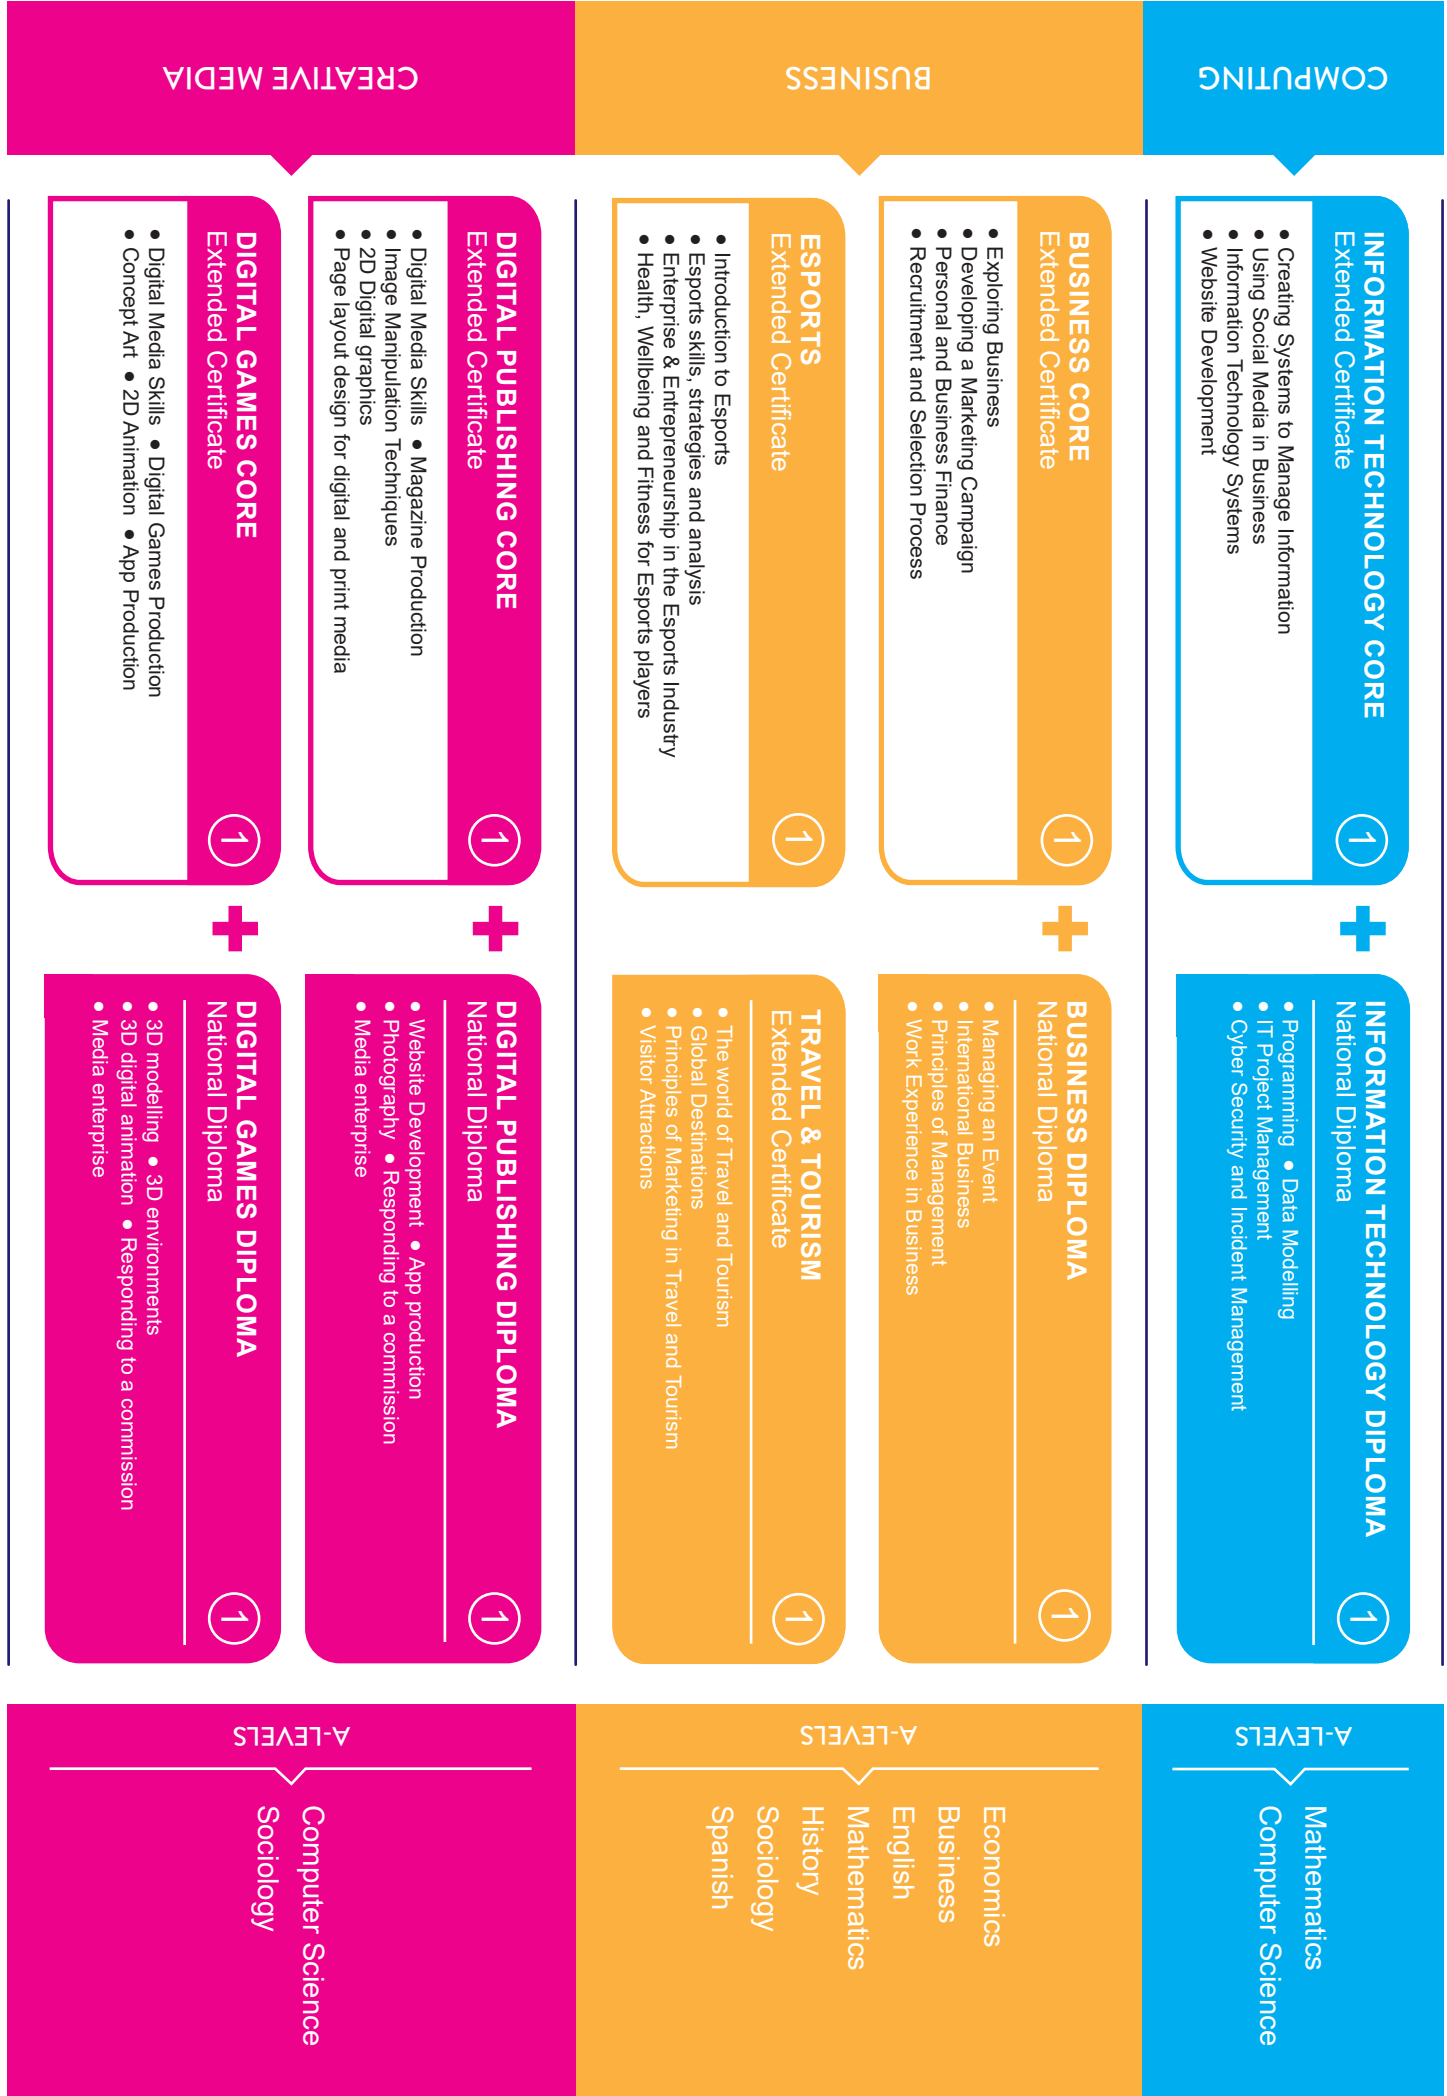 COMPUTING
INFORMATION TECHNOLOGY CORE
Extended Certificate
• Creating Systems to Manage Information
• Using Social Media in Business
• Information Technology Systems
• Website Development
1
INFORMATION TECHNOLOGY DIPLOMA
National Diploma
• Programming • Data Modelling
• IT Project Management
• Cyber Security and Incident Management
1
A-LEVELS
Mathematics
Computer Science
BUSINESS
BUSINESS CORE
Extended Certificate
• Exploring Business
• Developing a Marketing Campaign
• Personal and Business Finance
• Recruitment and Selection Process
1
BUSINESS DIPLOMA
National Diploma
• Managing an Event
• International Business
• Principles of Management
• Work Experience in Business
1
ESPORTS
Extended Certificate
• Introduction to Esports
• Esports skills, strategies and analysis
• Enterprise & Entrepreneurship in the Esports Industry
• Health, Wellbeing and Fitness for Esports players
1
TRAVEL & TOURISM
Extended Certificate
• The world of Travel and Tourism
• Global Destinations
• Principles of Marketing in Travel and Tourism
• Visitor Attractions
1
A-LEVELS
Economics
Business
English
Mathematics
History
Sociology
Spanish
CREATIVE MEDIA
DIGITAL PUBLISHING CORE
Extended Certificate
• Digital Media Skills • Magazine Production
• Image Manipulation Techniques
• 2D Digital graphics
• Page layout design for digital and print media
1
DIGITAL PUBLISHING DIPLOMA
National Diploma
• Website Development • App production
• Photography • Responding to a commission
• Media enterprise
1
DIGITAL GAMES CORE
Extended Certificate
• Digital Media Skills • Digital Games Production
• Concept Art • 2D Animation • App Production
1
DIGITAL GAMES DIPLOMA
National Diploma
• 3D modelling • 3D environments
• 3D digital animation • Responding to a commission
• Media enterprise
1
A-LEVELS
Computer Science
Sociology